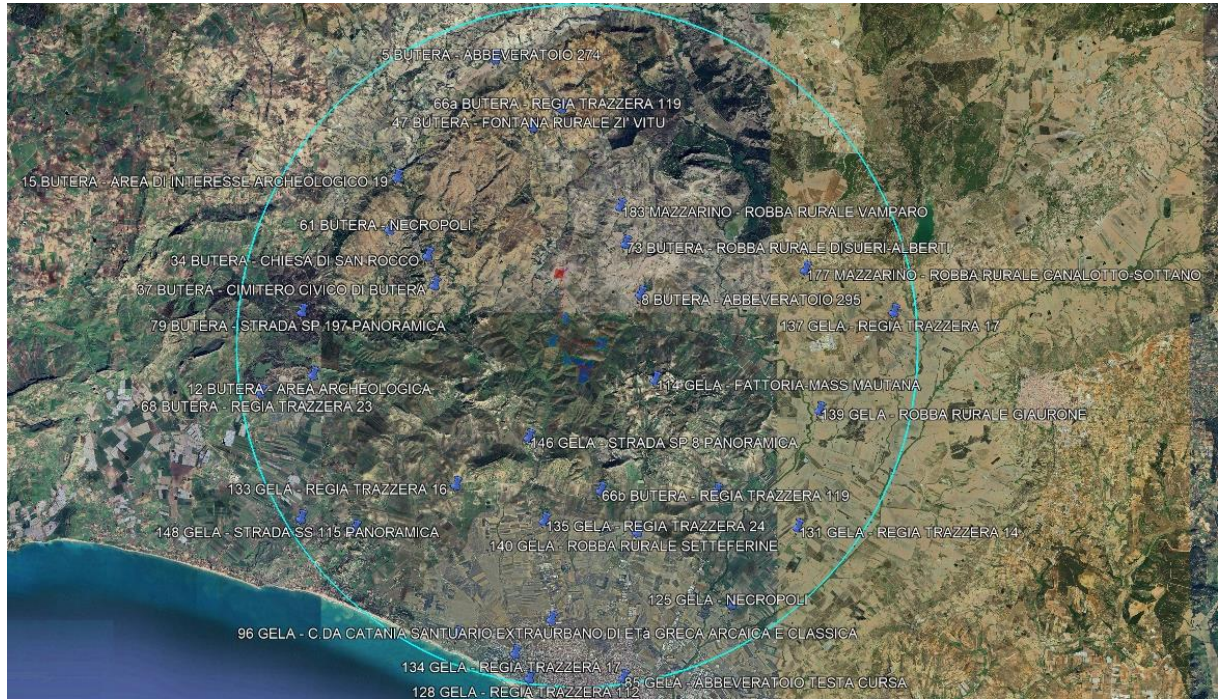 5 BUTERA - ABBEVERATOIO 274
66a BUTERA - REGIA TRAZZERA 119
47 BUTERA - FONTANA RURALE ZI' VITU
15 BUTERA - AREA DI INTERESSE ARCHEOLOGICO 19
183 MAZZARINO - ROBBA RURALE VAMPARO
61 BUTERA - NECROPOLI
73 BUTERA - ROBBA RURALE DISUERI-ALBERTI
34 BUTERA - CHIESA DI SAN ROCCO
177 MAZZARINO - ROBBA RURALE CANALOTTO-SOTTANO
37 BUTERA - CIMITERO CIVICO DI BUTERA
8 BUTERA - ABBEVERATOIO 295
79 BUTERA - STRADA SP 197 PANORAMICA
137 GELA - REGIA TRAZZERA 17
12 BUTERA - AREA ARCHEOLOGICA
114 GELA - FATTORIA-MASS MAUTANA
68 BUTERA - REGIA TRAZZERA 23
139 GELA - ROBBA RURALE GIAURONE
146 GELA - STRADA SP 8 PANORAMICA
133 GELA - REGIA TRAZZERA 16
66b BUTERA - REGIA TRAZZERA 119
148 GELA - STRADA SS 115 PANORAMICA
135 GELA - REGIA TRAZZERA 24
131 GELA - REGIA TRAZZERA 14
140 GELA - ROBBA RURALE SETTEFERINE
125 GELA - NECROPOLI
96 GELA - C.DA CATANIA SANTUARIO EXTRAURBANO DI ETà GRECA ARCAICA E CLASSICA
134 GELA - REGIA TRAZZERA 17
85 GELA - ABBEVERATOIO TESTA CURSA
128 GELA - REGIA TRAZZERA 112